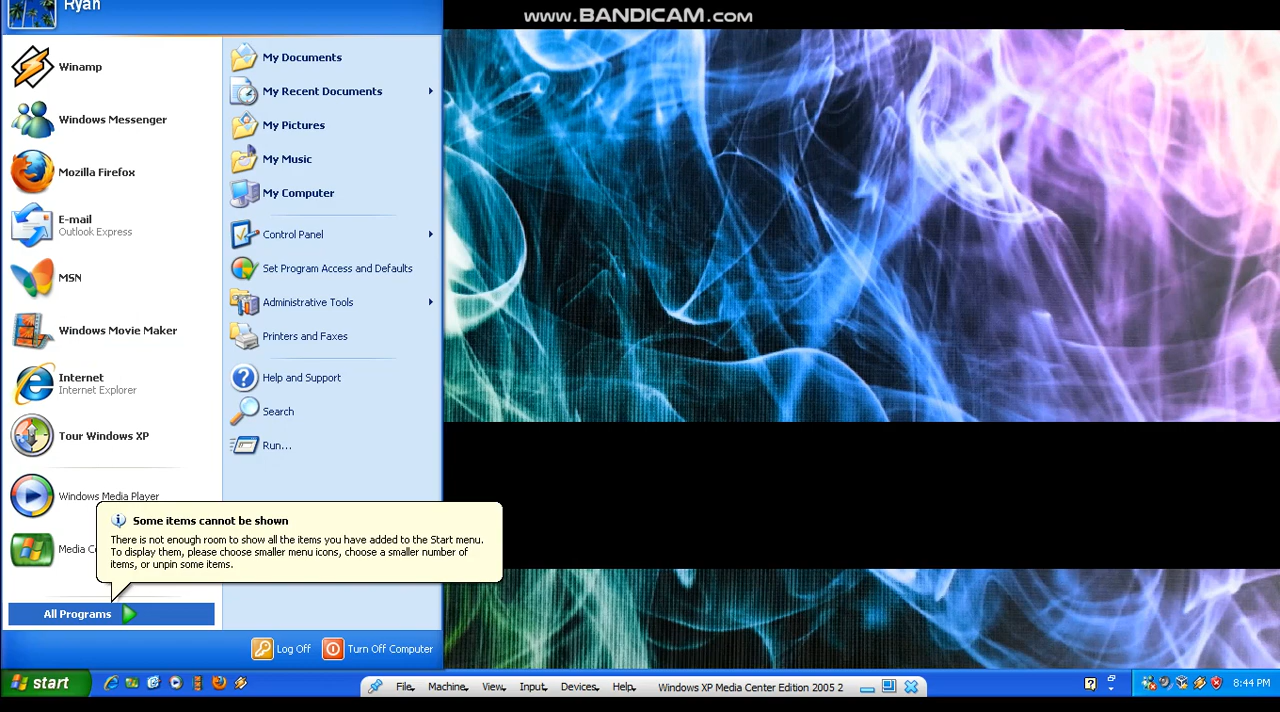 Ryan
www.BANDICAM.com
Winamp
Windows Messenger
Mozilla Firefox
E-mail
Outlook Express
MSN
Windows Movie Maker
Internet
Internet Explorer
Tour Windows XP
Windows Media Player
Media Ce
My Documents
My Recent Documents
My Pictures
My Music
My Computer
Control Panel
Set Program Access and Defaults
Administrative Tools
Printers and Faxes
Help and Support
Search
Run...
Some items cannot be shown
There is not enough room to show all the items you have added to the Start menu.
To display them, please choose smaller menu icons, choose a smaller number of
items, or unpin some items.
All Programs
Log Off Turn Off Computer
start
File Machine View Input Devices Help Windows XP Media Center Edition 2005 2
8:44 PM